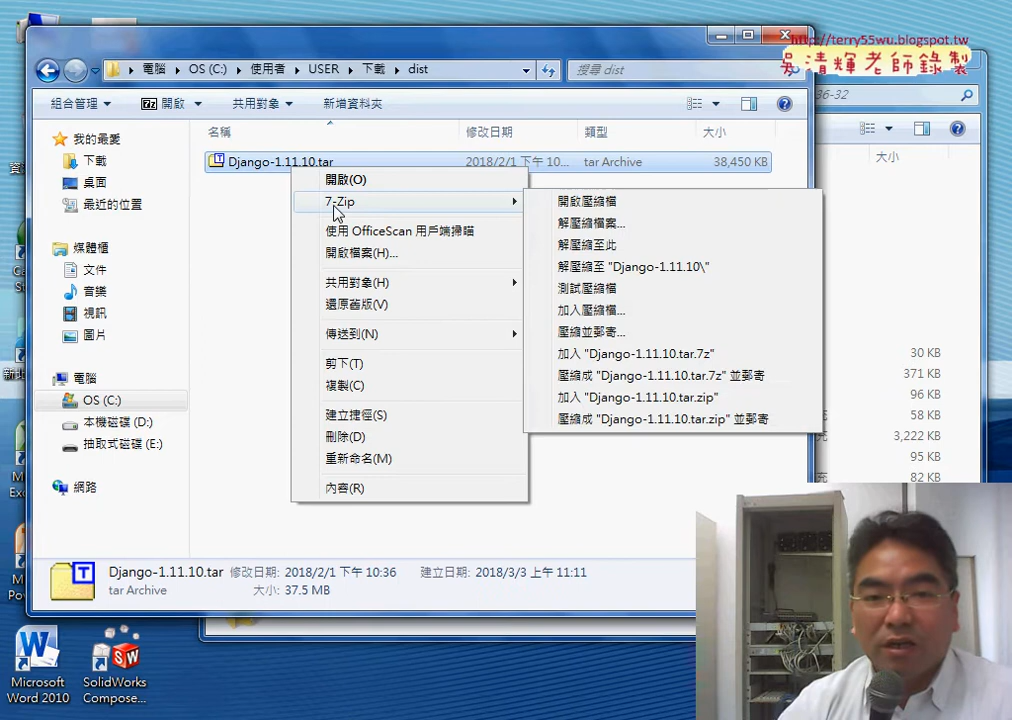 http://terry55wu.blogspot.tw
吳清輝老師錄製
電腦 OS (C:) 使用者 USER 下載 dist
搜尋 dist
36-32
組合管理 開啟 共用對象 新增資料夾
我的最愛
下載
桌面
最近的位置
媒體櫃
文件
音樂
視訊
圖片
電腦
OS (C:)
本機磁碟 (D:)
抽取式磁碟 (E:)
網路
名稱 修改日期 類型 大小
Django-1.11.10.tar 2018/2/1 下午 10... tar Archive 38,450 KB
開啟(O)
7-Zip
使用 OfficeScan 用戶端掃瞄
開啟檔案(H)...
共用對象(H)
還原舊版(V)
傳送到(N)
剪下(T)
複製(C)
建立捷徑(S)
刪除(D)
重新命名(M)
內容(R)
開啟壓縮檔
解壓縮檔案...
解壓縮至此
解壓縮至 "Django-1.11.10\"
測試壓縮檔
加入壓縮檔...
壓縮並郵寄...
加入 "Django-1.11.10.tar.7z"
壓縮成 "Django-1.11.10.tar.7z" 並郵寄
加入 "Django-1.11.10.tar.zip"
壓縮成 "Django-1.11.10.tar.zip" 並郵寄
大小
30 KB
371 KB
96 KB
58 KB
3,222 KB
95 KB
82 KB
Django-1.11.10.tar 修改日期: 2018/2/1 下午 10:36 建立日期: 2018/3/3 上午 11:11
tar Archive 大小: 37.5 MB
Microsoft
Word 2010
SolidWorks
Compose...